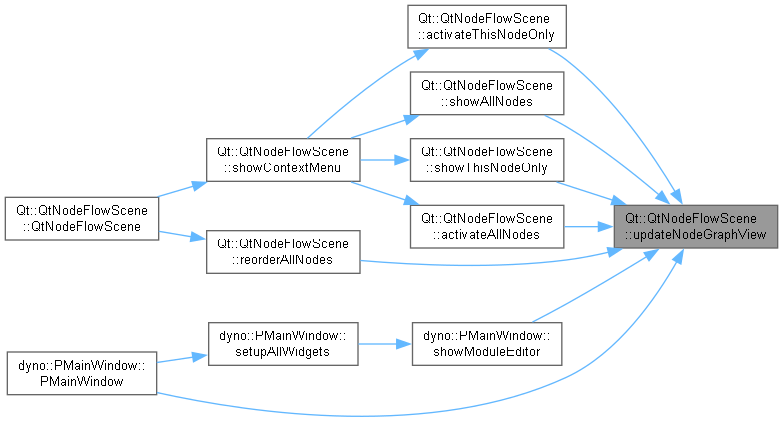 Qt::QtNodeFlowScene
::activateThisNodeOnly
Qt::QtNodeFlowScene
::showAllNodes
Qt::QtNodeFlowScene
::showContextMenu
Qt::QtNodeFlowScene
::showThisNodeOnly
Qt::QtNodeFlowScene
::QtNodeFlowScene
Qt::QtNodeFlowScene
::activateAllNodes
Qt::QtNodeFlowScene
::updateNodeGraphView
Qt::QtNodeFlowScene
::reorderAllNodes
dyno::PMainWindow::
setupAllWidgets
dyno::PMainWindow::
showModuleEditor
dyno::PMainWindow::
PMainWindow